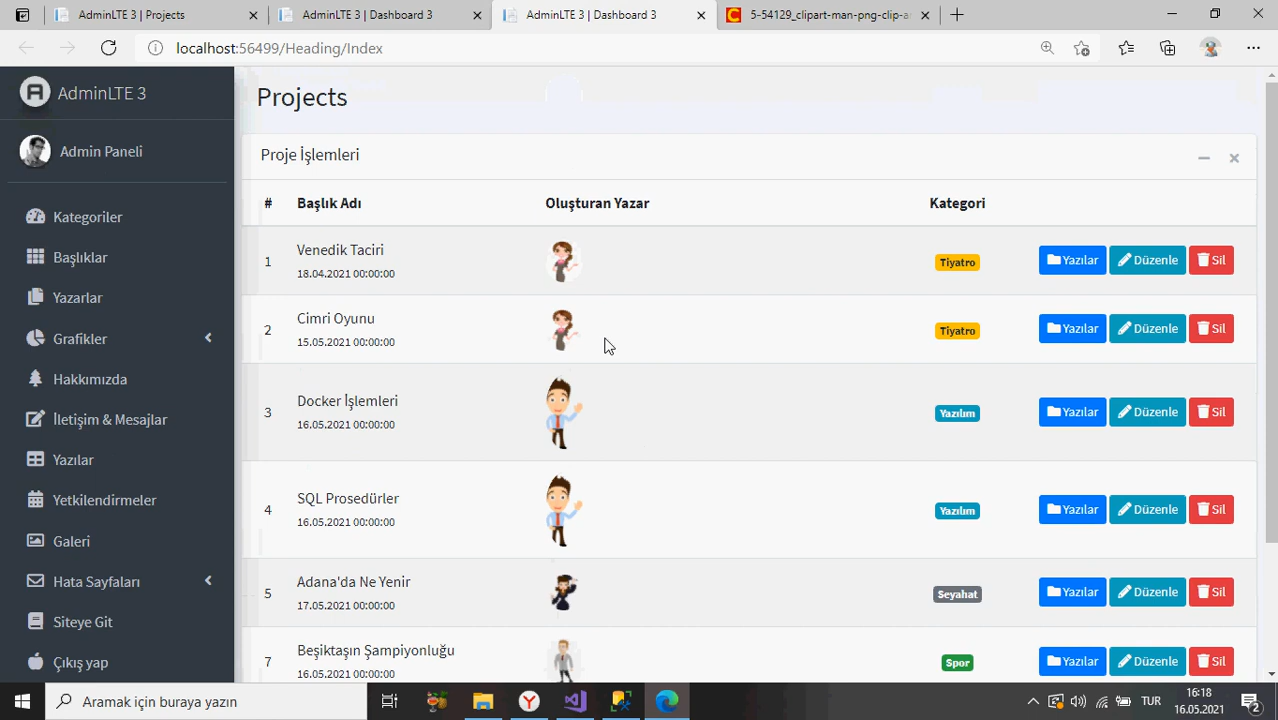 AdminLTE 3 | Projects
AdminLTE 3 | Dashboard 3
AdminLTE 3 | Dashboard 3
5-54129_clipart-man-png-clip-a
localhost:56499/Heading/Index
AdminLTE 3
Admin Paneli
Kategoriler
Başlıklar
Yazarlar
Grafikler
Hakkımızda
İletişim & Mesajlar
Yazılar
Yetkilendirmeler
Galeri
Hata Sayfaları
Siteye Git
Çıkış yap
Projects
Proje İşlemleri
# Başlık Adı Oluşturan Yazar Kategori
1 Venedik Taciri Tiyatro Yazılar Düzenle Sil
18.04.2021 00:00:00
2 Cimri Oyunu Tiyatro Yazılar Düzenle Sil
15.05.2021 00:00:00
3 Docker İşlemleri Yazılım Yazılar Düzenle Sil
16.05.2021 00:00:00
4 SQL Prosedürler Yazılım Yazılar Düzenle Sil
16.05.2021 00:00:00
5 Adana'da Ne Yenir Seyahat Yazılar Düzenle Sil
17.05.2021 00:00:00
7 Beşiktaşın Şampiyonluğu Spor Yazılar Düzenle Sil
16.05.2021 00:00:00
Aramak için buraya yazın
TUR
16:18
16.05.2021
2